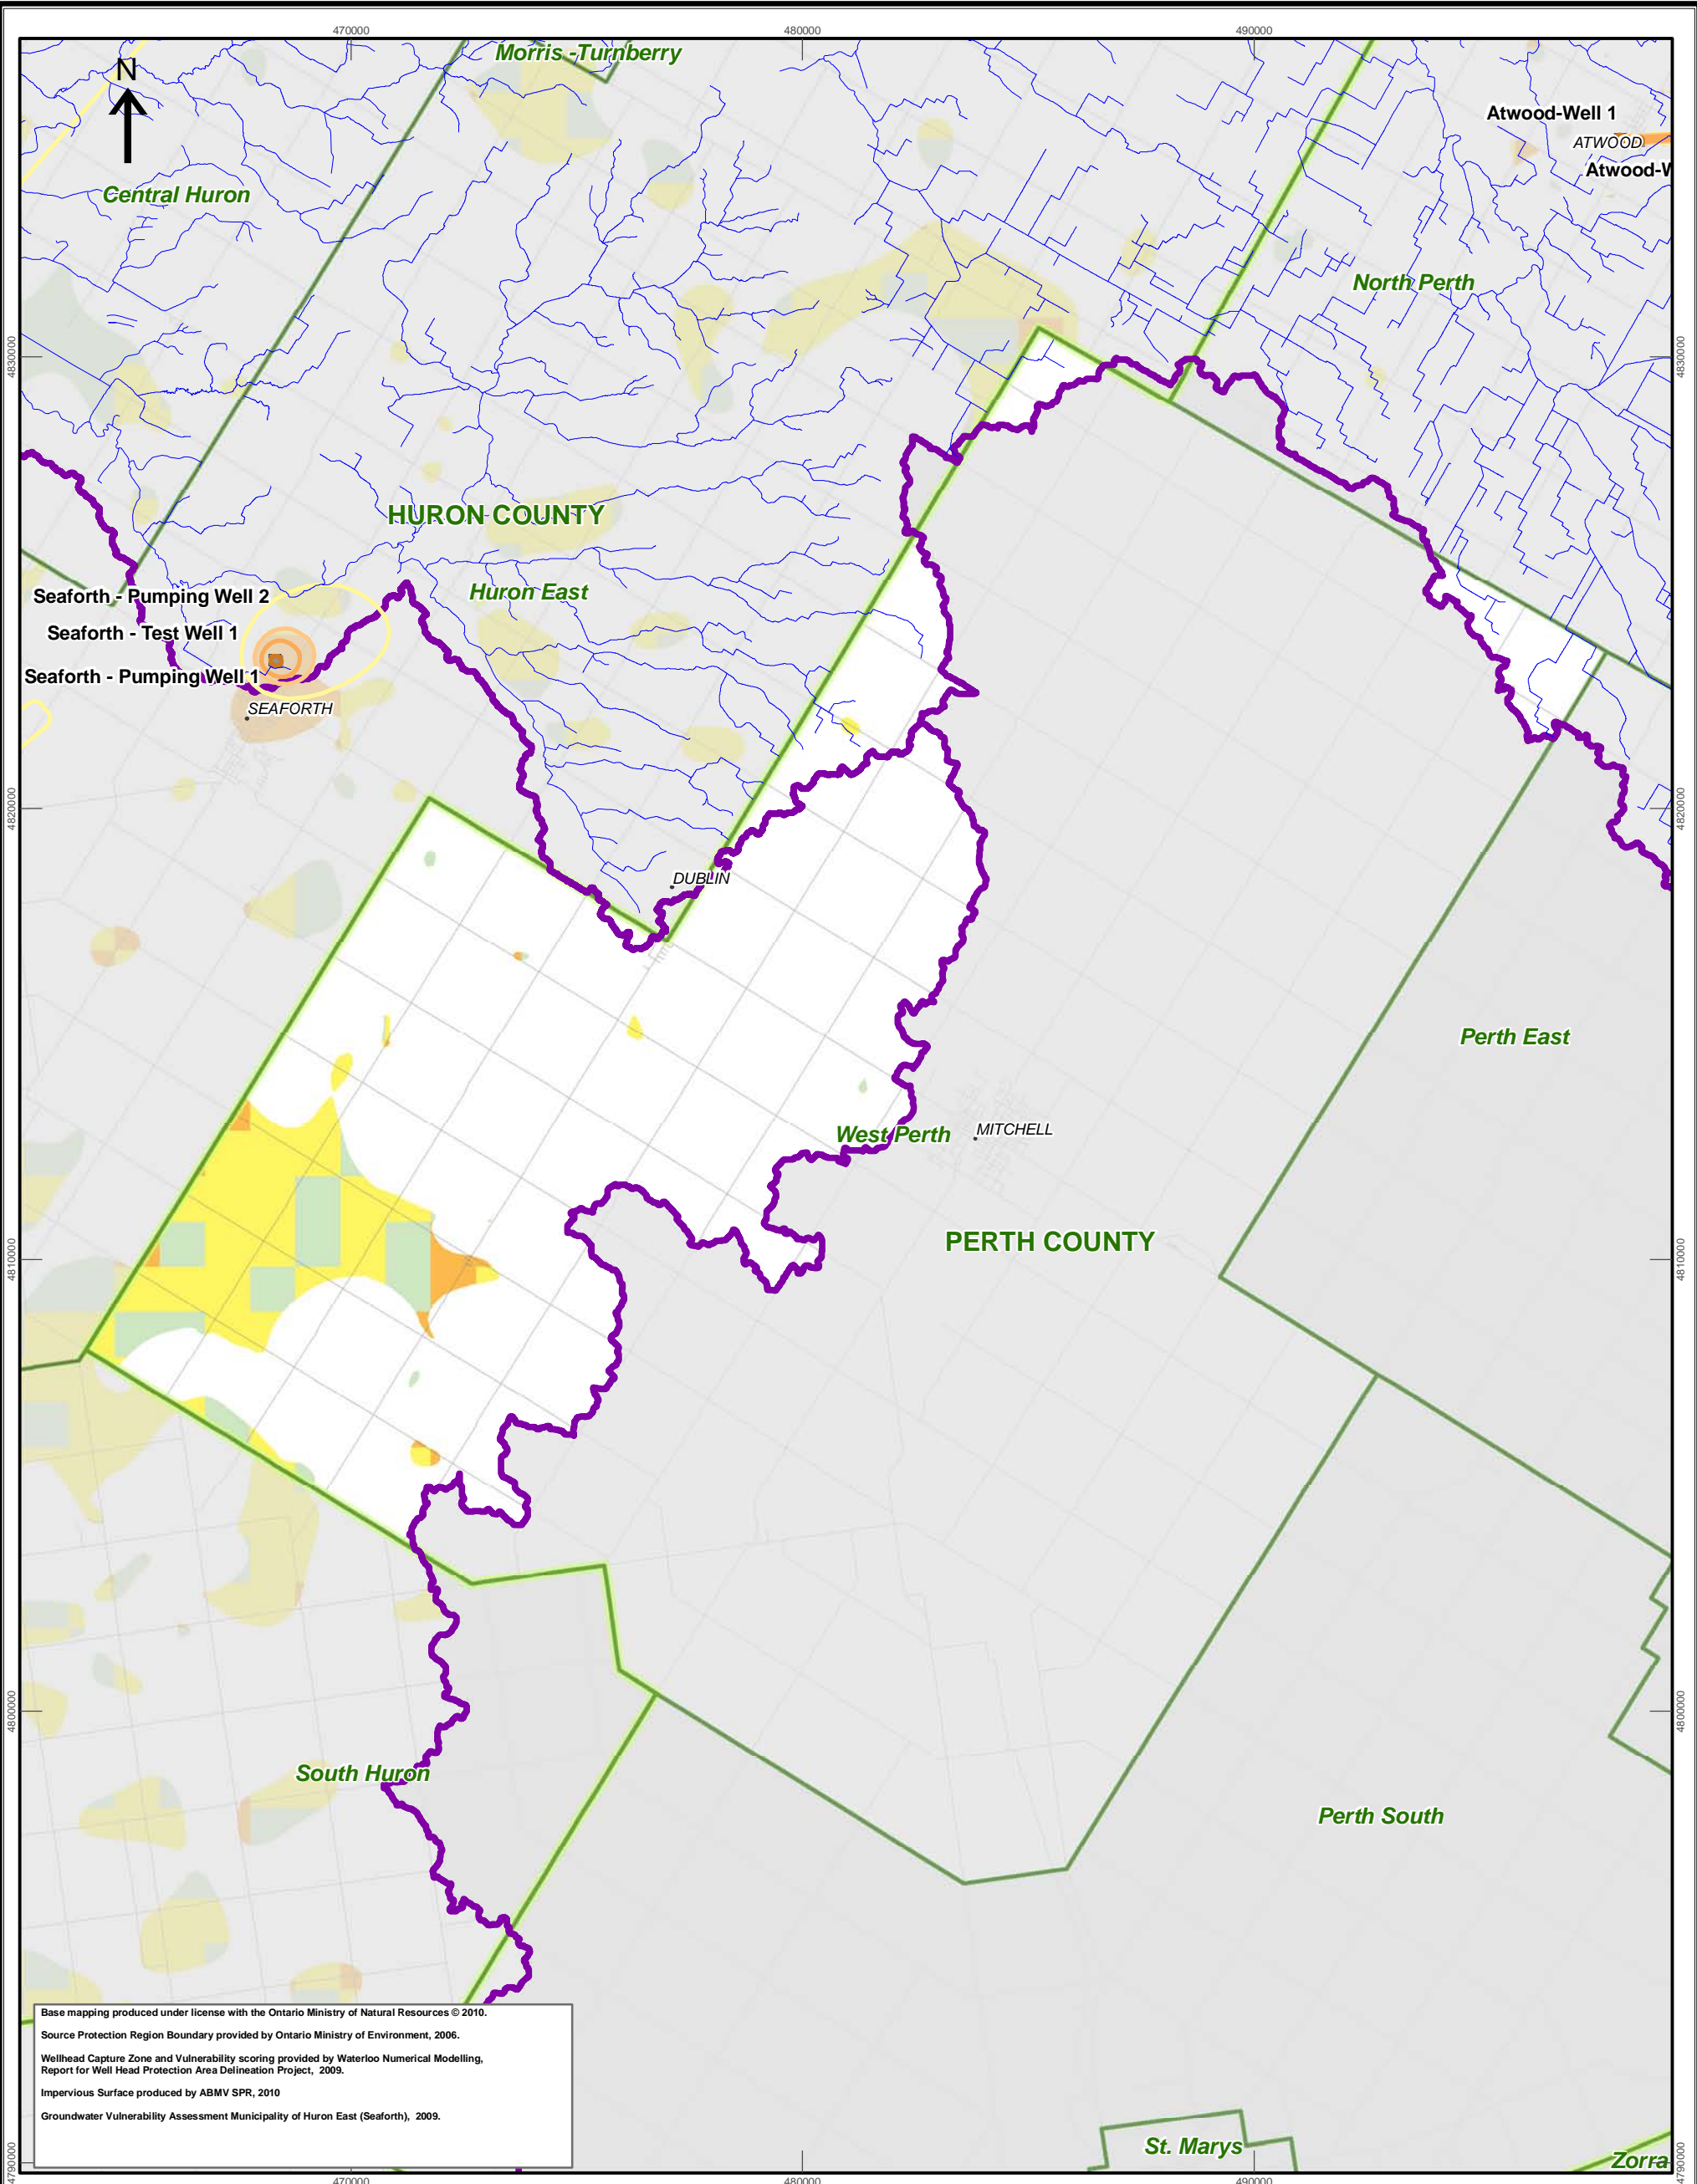 470000
480000
490000
N
Morris -Turnberry
Atwood-Well 1
ATWOOD
Atwood-W
Central Huron
North Perth
4830000
4830000
HURON COUNTY
Huron East
Seaforth - Pumping Well 2
Seaforth - Test Well 1
Seaforth - Pumping Well 1
SEAFORTH
4820000
4820000
DUBLIN
Perth East
West Perth
MITCHELL
PERTH COUNTY
4810000
4810000
4800000
4800000
South Huron
Perth South
Base mapping produced under license with the Ontario Ministry of Natural Resources © 2010.
Source Protection Region Boundary provided by Ontario Ministry of Environment, 2006.
Wellhead Capture Zone and Vulnerability scoring provided by Waterloo Numerical Modelling,
Report for Well Head Protection Area Delineation Project, 2009.
Impervious Surface produced by ABMV SPR, 2010
Groundwater Vulnerability Assessment Municipality of Huron East (Seaforth), 2009.
St. Marys
Zorra
4790000
4790000
470000
480000
490000